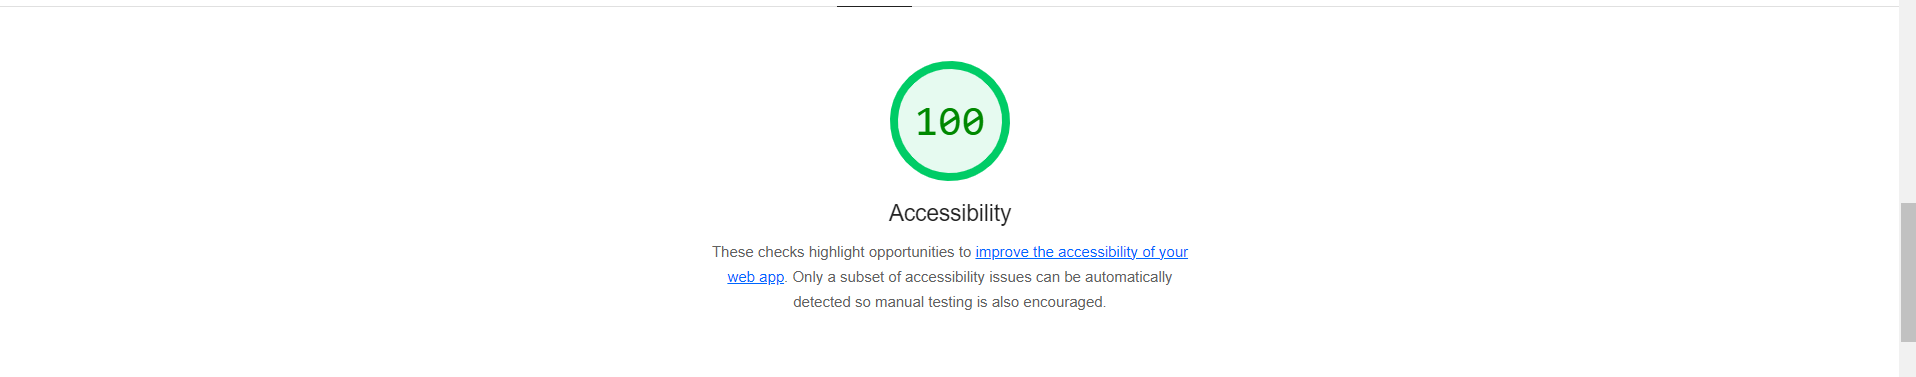 100
Accessibility
These checks highlight opportunities to improve the accessibility of your
web app. Only a subset of accessibility issues can be automatically
detected so manual testing is also encouraged.